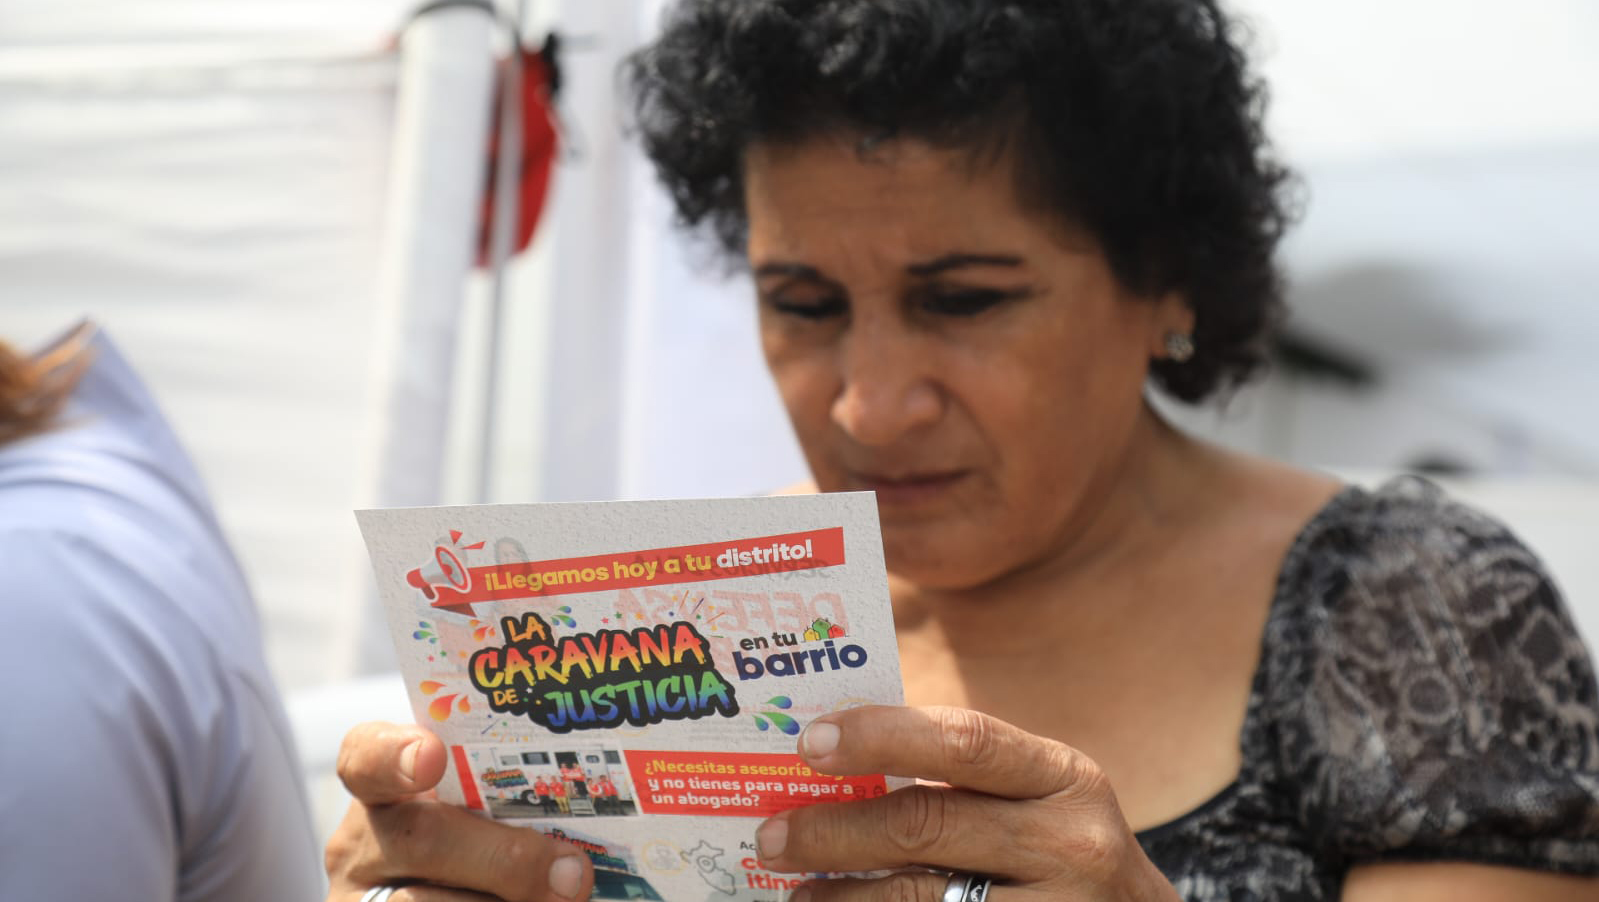 ¡Llegamos hoy a tu distrito!
LA
CARAVANA
DE JUSTICIA
en tu
barrio
¿Necesitas asesoría
y no tienes para pagar a
un abogado?